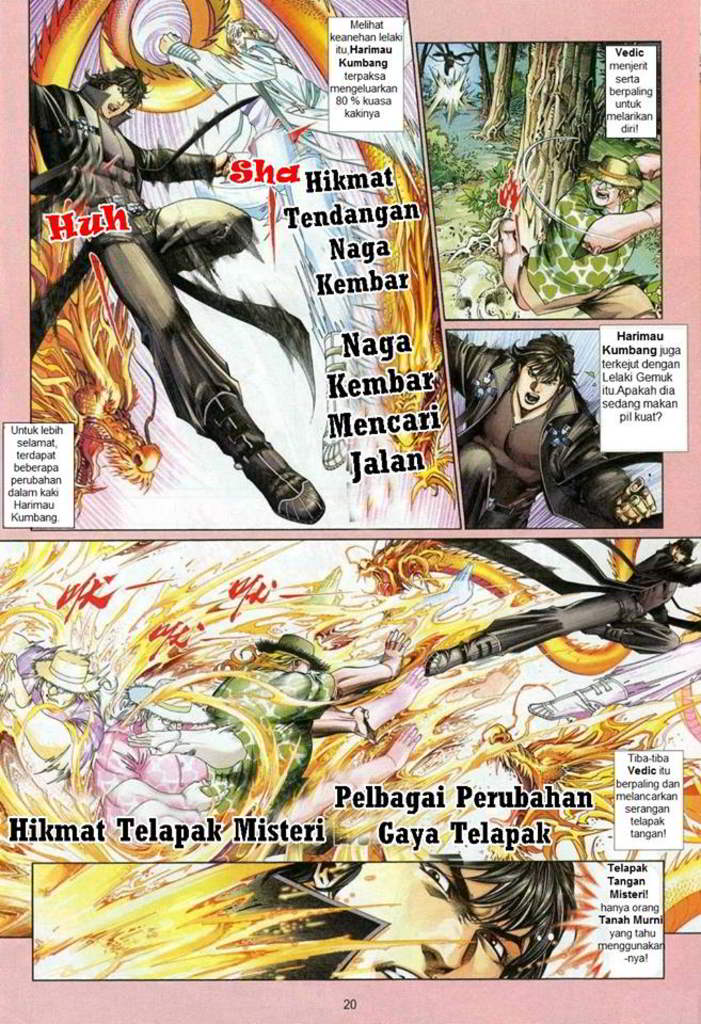 Melihat
keanehan lelaki
itu,Harimau
Kumbang
terpaksa
mengeluarkan
80 % kuasa
kakinya
Vedic
menjerit
serta
berpaling
untuk
melarikan
diri!
Huh
Sha
Hikmat
Tendangan
Naga
Kembar
Naga
Kembar
Mencari
Jalan
Harimau
Kumbang juga
terkejut dengan
Lelaki Gemuk
itu.Apakah dia
sedang makan
pil kuat?
Untuk lebih
selamat,
terdapat
beberapa
perubahan
dalam kaki
Harimau
Kumbang.
Hikmat Telapak Misteri
Pelbagai Perubahan
Gaya Telapak
Tiba-tiba
Vedic itu
berpaling dan
melancarkan
serangan
telapak
tangan!
Telapak
Tangan
Misteri!
hanya orang
Tanah Murni
yang tahu
menggunakan
-nya!
20